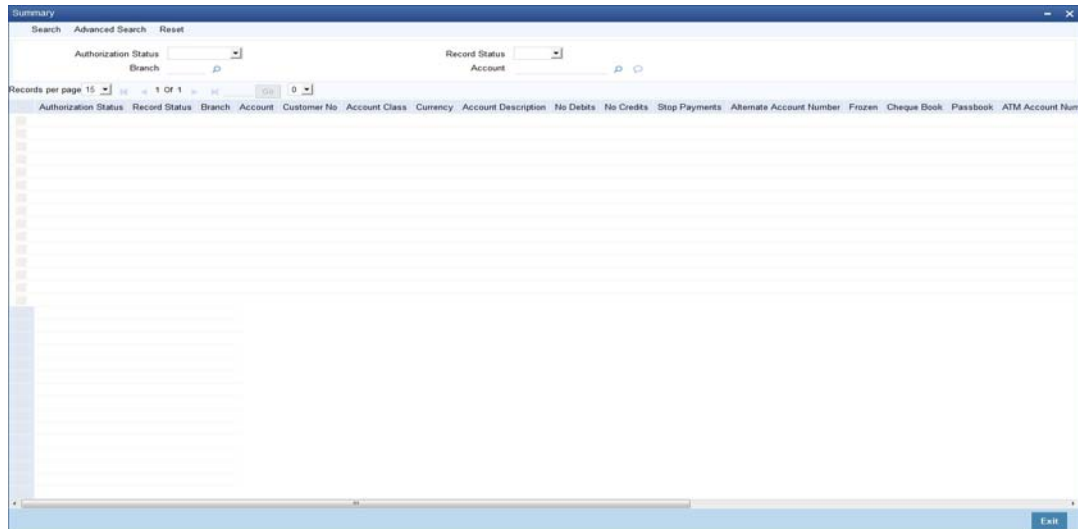 Summary
Search Advanced Search Reset
Authorization Status Record Status
Branch Account
Records per page 15 1 Of 1 Go 0
Authorization Status Record Status Branch Account Customer No Account Class Currency Account Description No Debits No Credits Stop Payments Alternate Account Number Frozen Cheque Book Passbook ATM Account Num
Exit